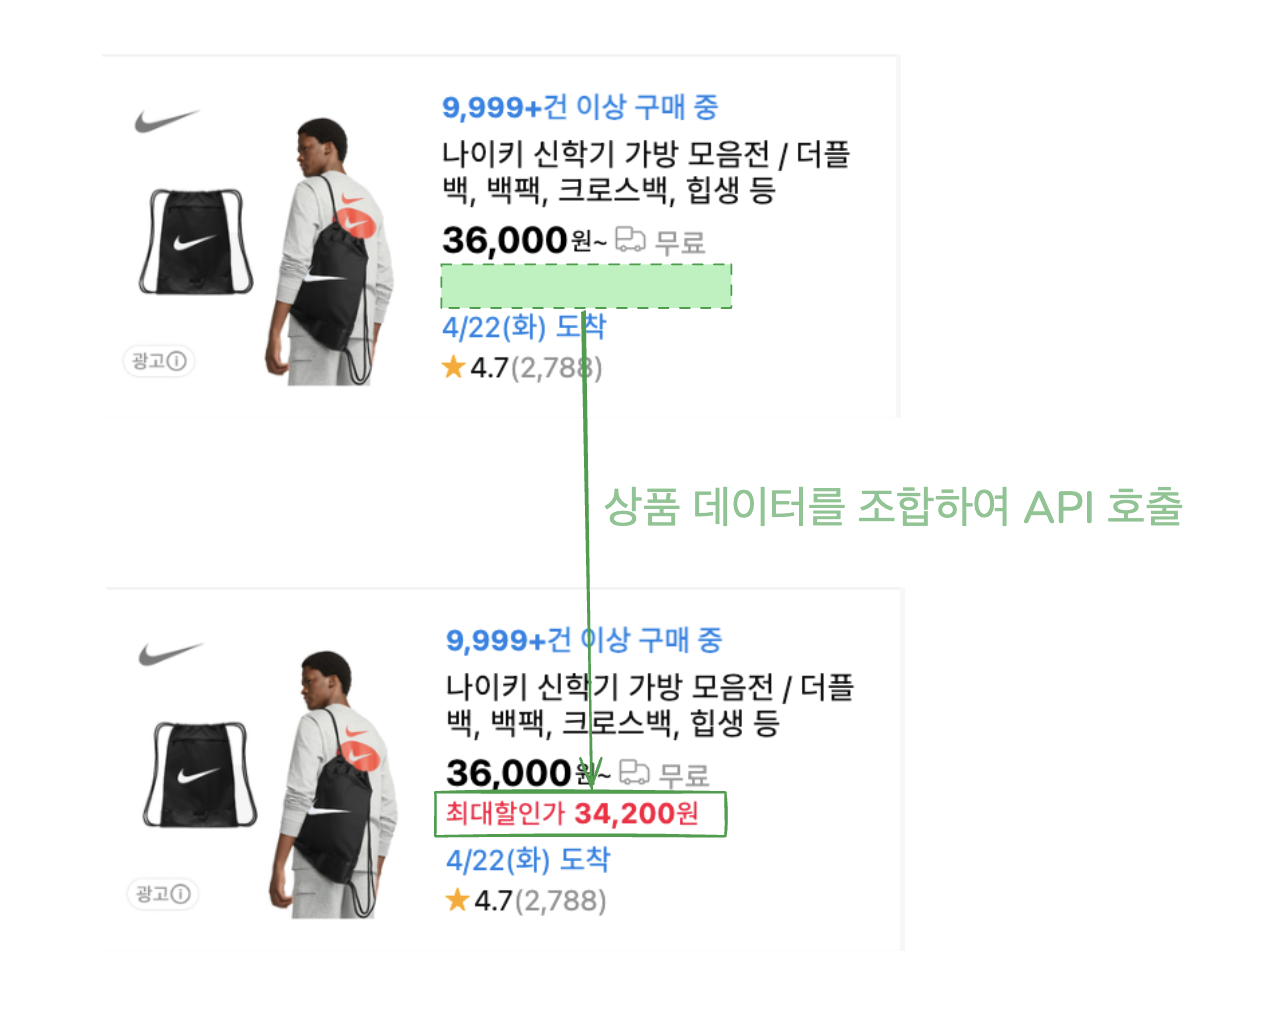 9,999+건 이상 구매 중
나이키 신학기 가방 모음전 / 더플
백, 백팩, 크로스백, 힙생 등
36,000원~ 무료
4/22(화) 도착
4.7(2,788)
광고
상품 데이터를 조합하여 API 호출
9,999+건 이상 구매 중
나이키 신학기 가방 모음전 / 더플
백, 백팩, 크로스백, 힙생 등
36,000원~ 무료
최대할인가 34,200원
4/22(화) 도착
4.7(2,788)
광고